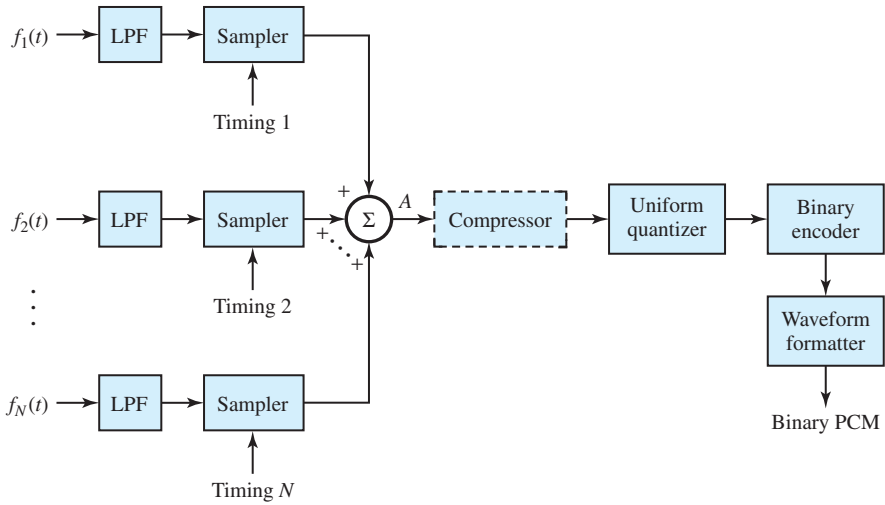 f₁(t)
LPF
Sampler
Timing 1
f₂(t)
LPF
Sampler
+
+
+
Σ
A
Compressor
Uniform
quantizer
Binary
encoder
Timing 2
Waveform
formatter
f_N(t)
LPF
Sampler
Binary PCM
Timing N